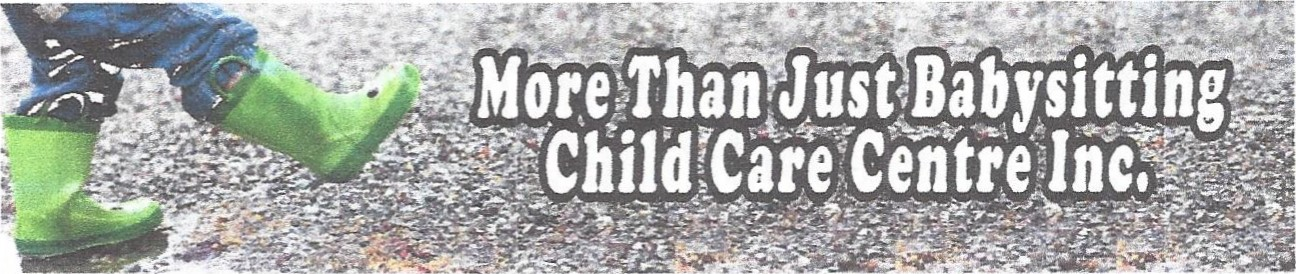 More Than Just Babysitting
Child Care Centre Inc.